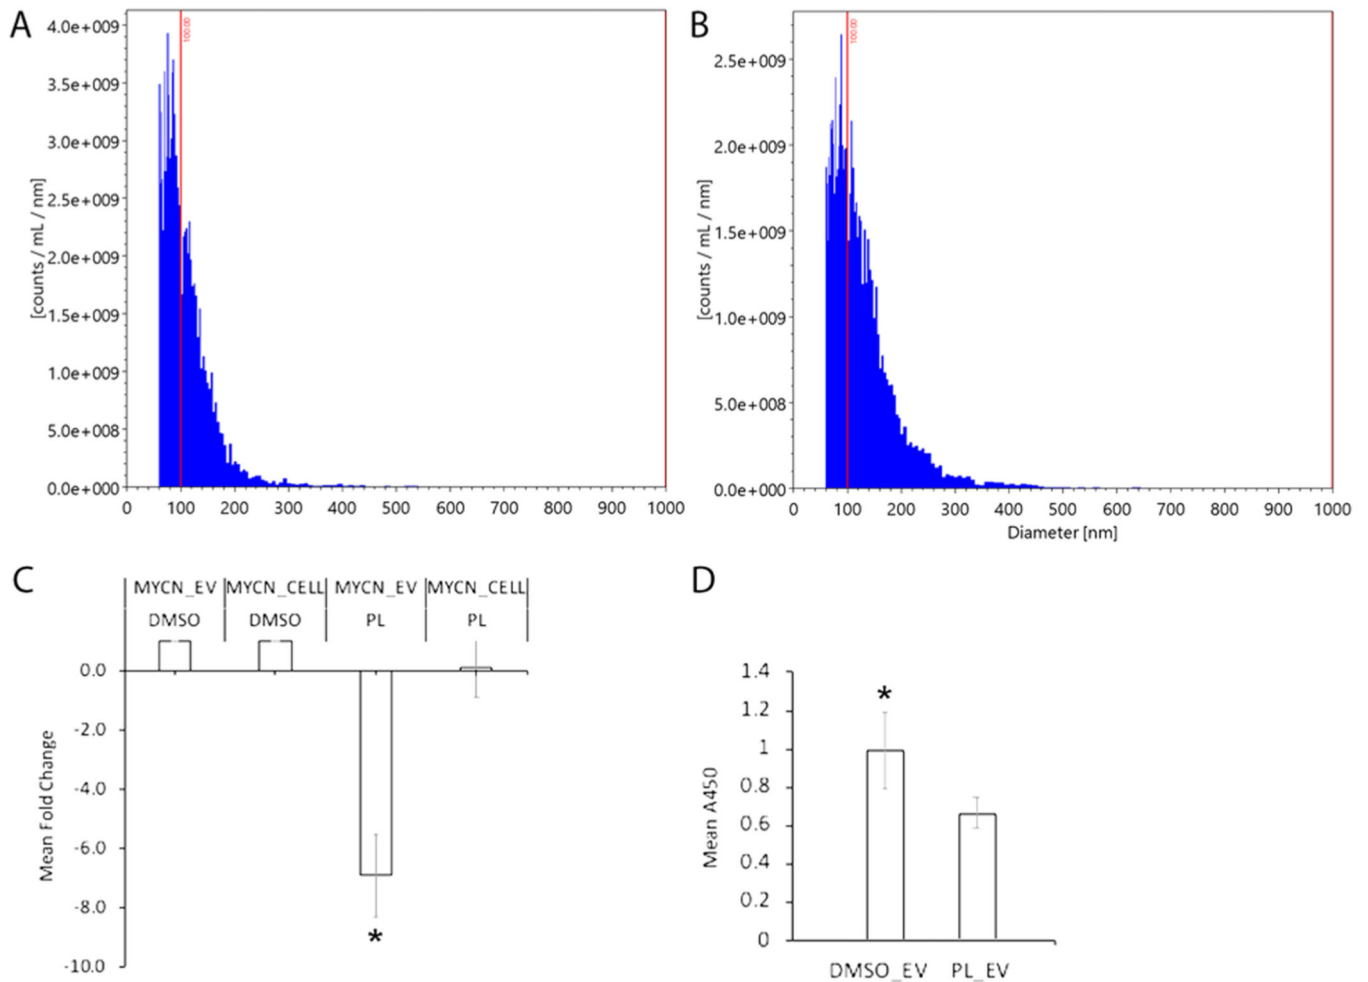 A
4.0e+009
3.5e+009
3.0e+009
2.5e+009
2.0e+009
1.5e+009
1.0e+009
5.0e+008
0.0e+000
[counts / mL / nm]
100.00
0 100 200 300 400 500 600 700 800 900 1000
B
2.5e+009
2.0e+009
1.5e+009
1.0e+009
5.0e+008
0.0e+000
[counts / mL / nm]
100.00
0 100 200 300 400 500 600 700 800 900 1000
Diameter [nm]
C
MYCN_EV MYCN_CELL MYCN_EV MYCN_CELL
DMSO DMSO PL PL
0.0
-2.0
-4.0
-6.0
-8.0
-10.0
Mean Fold Change
*
D
1.4
1.2
1
0.8
0.6
0.4
0.2
0
Mean A450
*
DMSO_EV PL_EV